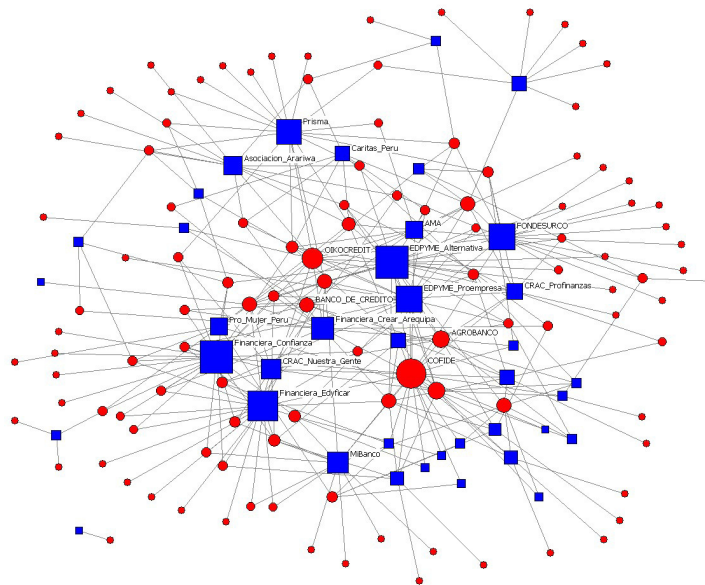 Prisma
Caritas_Peru
Asociacion_Arariwa
AMA
FONDESURCO
OIKOCREDIT
EDPYME_Alternativa
EDPYME_Proempresa
CRAC_Profinanzas
BANCO_DE_CREDITO
Pro_Mujer_Peru
Financiera_Crear_Arequipa
AGROBANCO
Financiera_Confianza
CRAC_Nuestra_Gente
COFIDE
Financiera_Edyficar
MiBanco